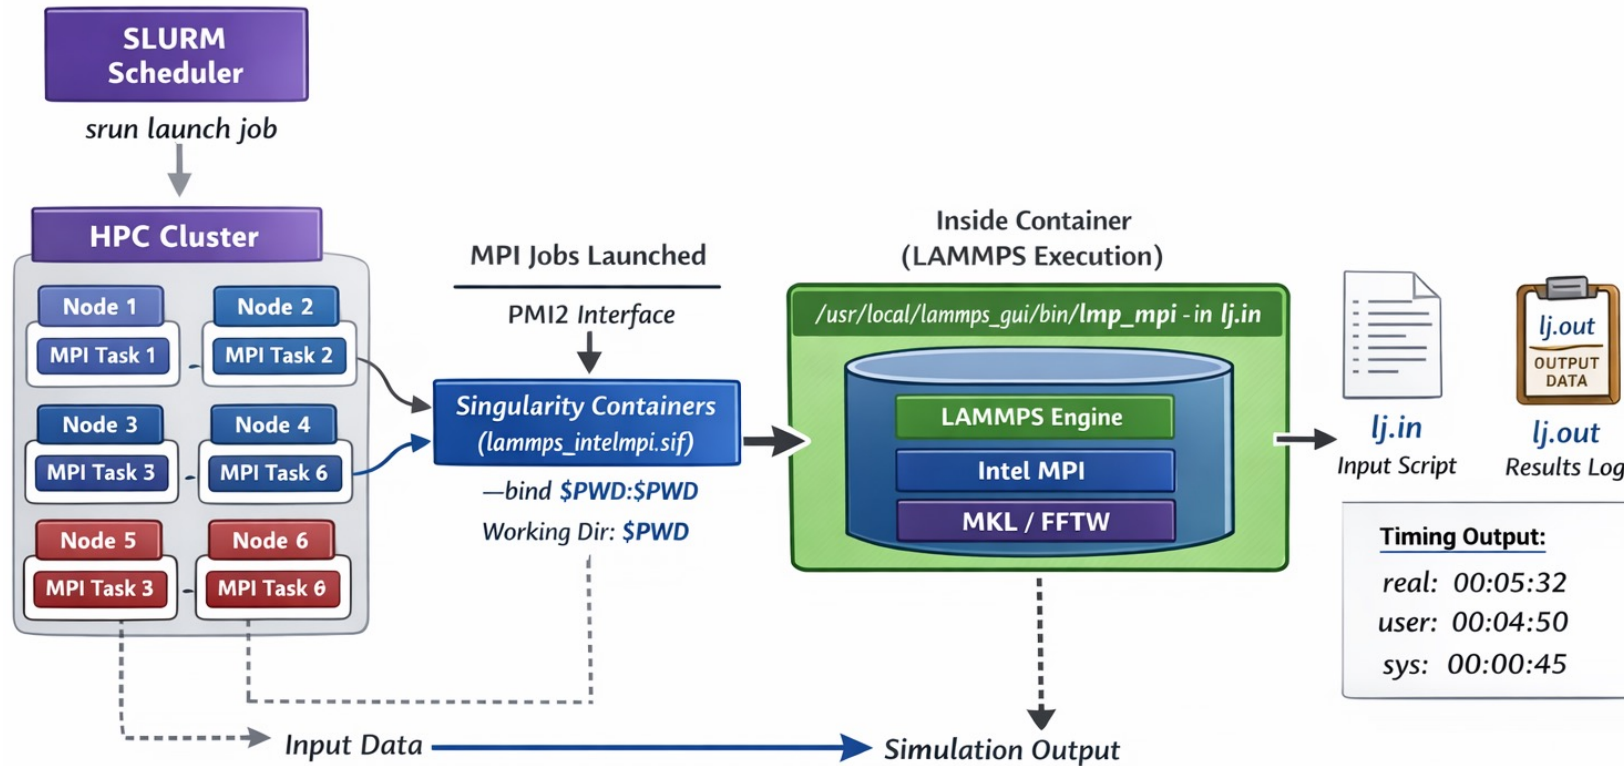 SLURM
Scheduler
srun launch job
HPC Cluster
Node 1
MPI Task 1
Node 2
MPI Task 2
Node 3
MPI Task 3
Node 4
MPI Task 6
Node 5
MPI Task 3
Node 6
MPI Task 6
MPI Jobs Launched
PMI2 Interface
Singularity Containers
(lammps_intelmpi.sif)
—bind $PWD:$PWD
Working Dir: $PWD
Inside Container
(LAMMPS Execution)
/usr/local/lammps_gui/bin/lmp_mpi -in lj.in
LAMMPS Engine
Intel MPI
MKL / FFTW
lj.in
Input Script
lj.out
OUTPUT
DATA
lj.out
Results Log
Timing Output:
real: 00:05:32
user: 00:04:50
sys: 00:00:45
Input Data
Simulation Output